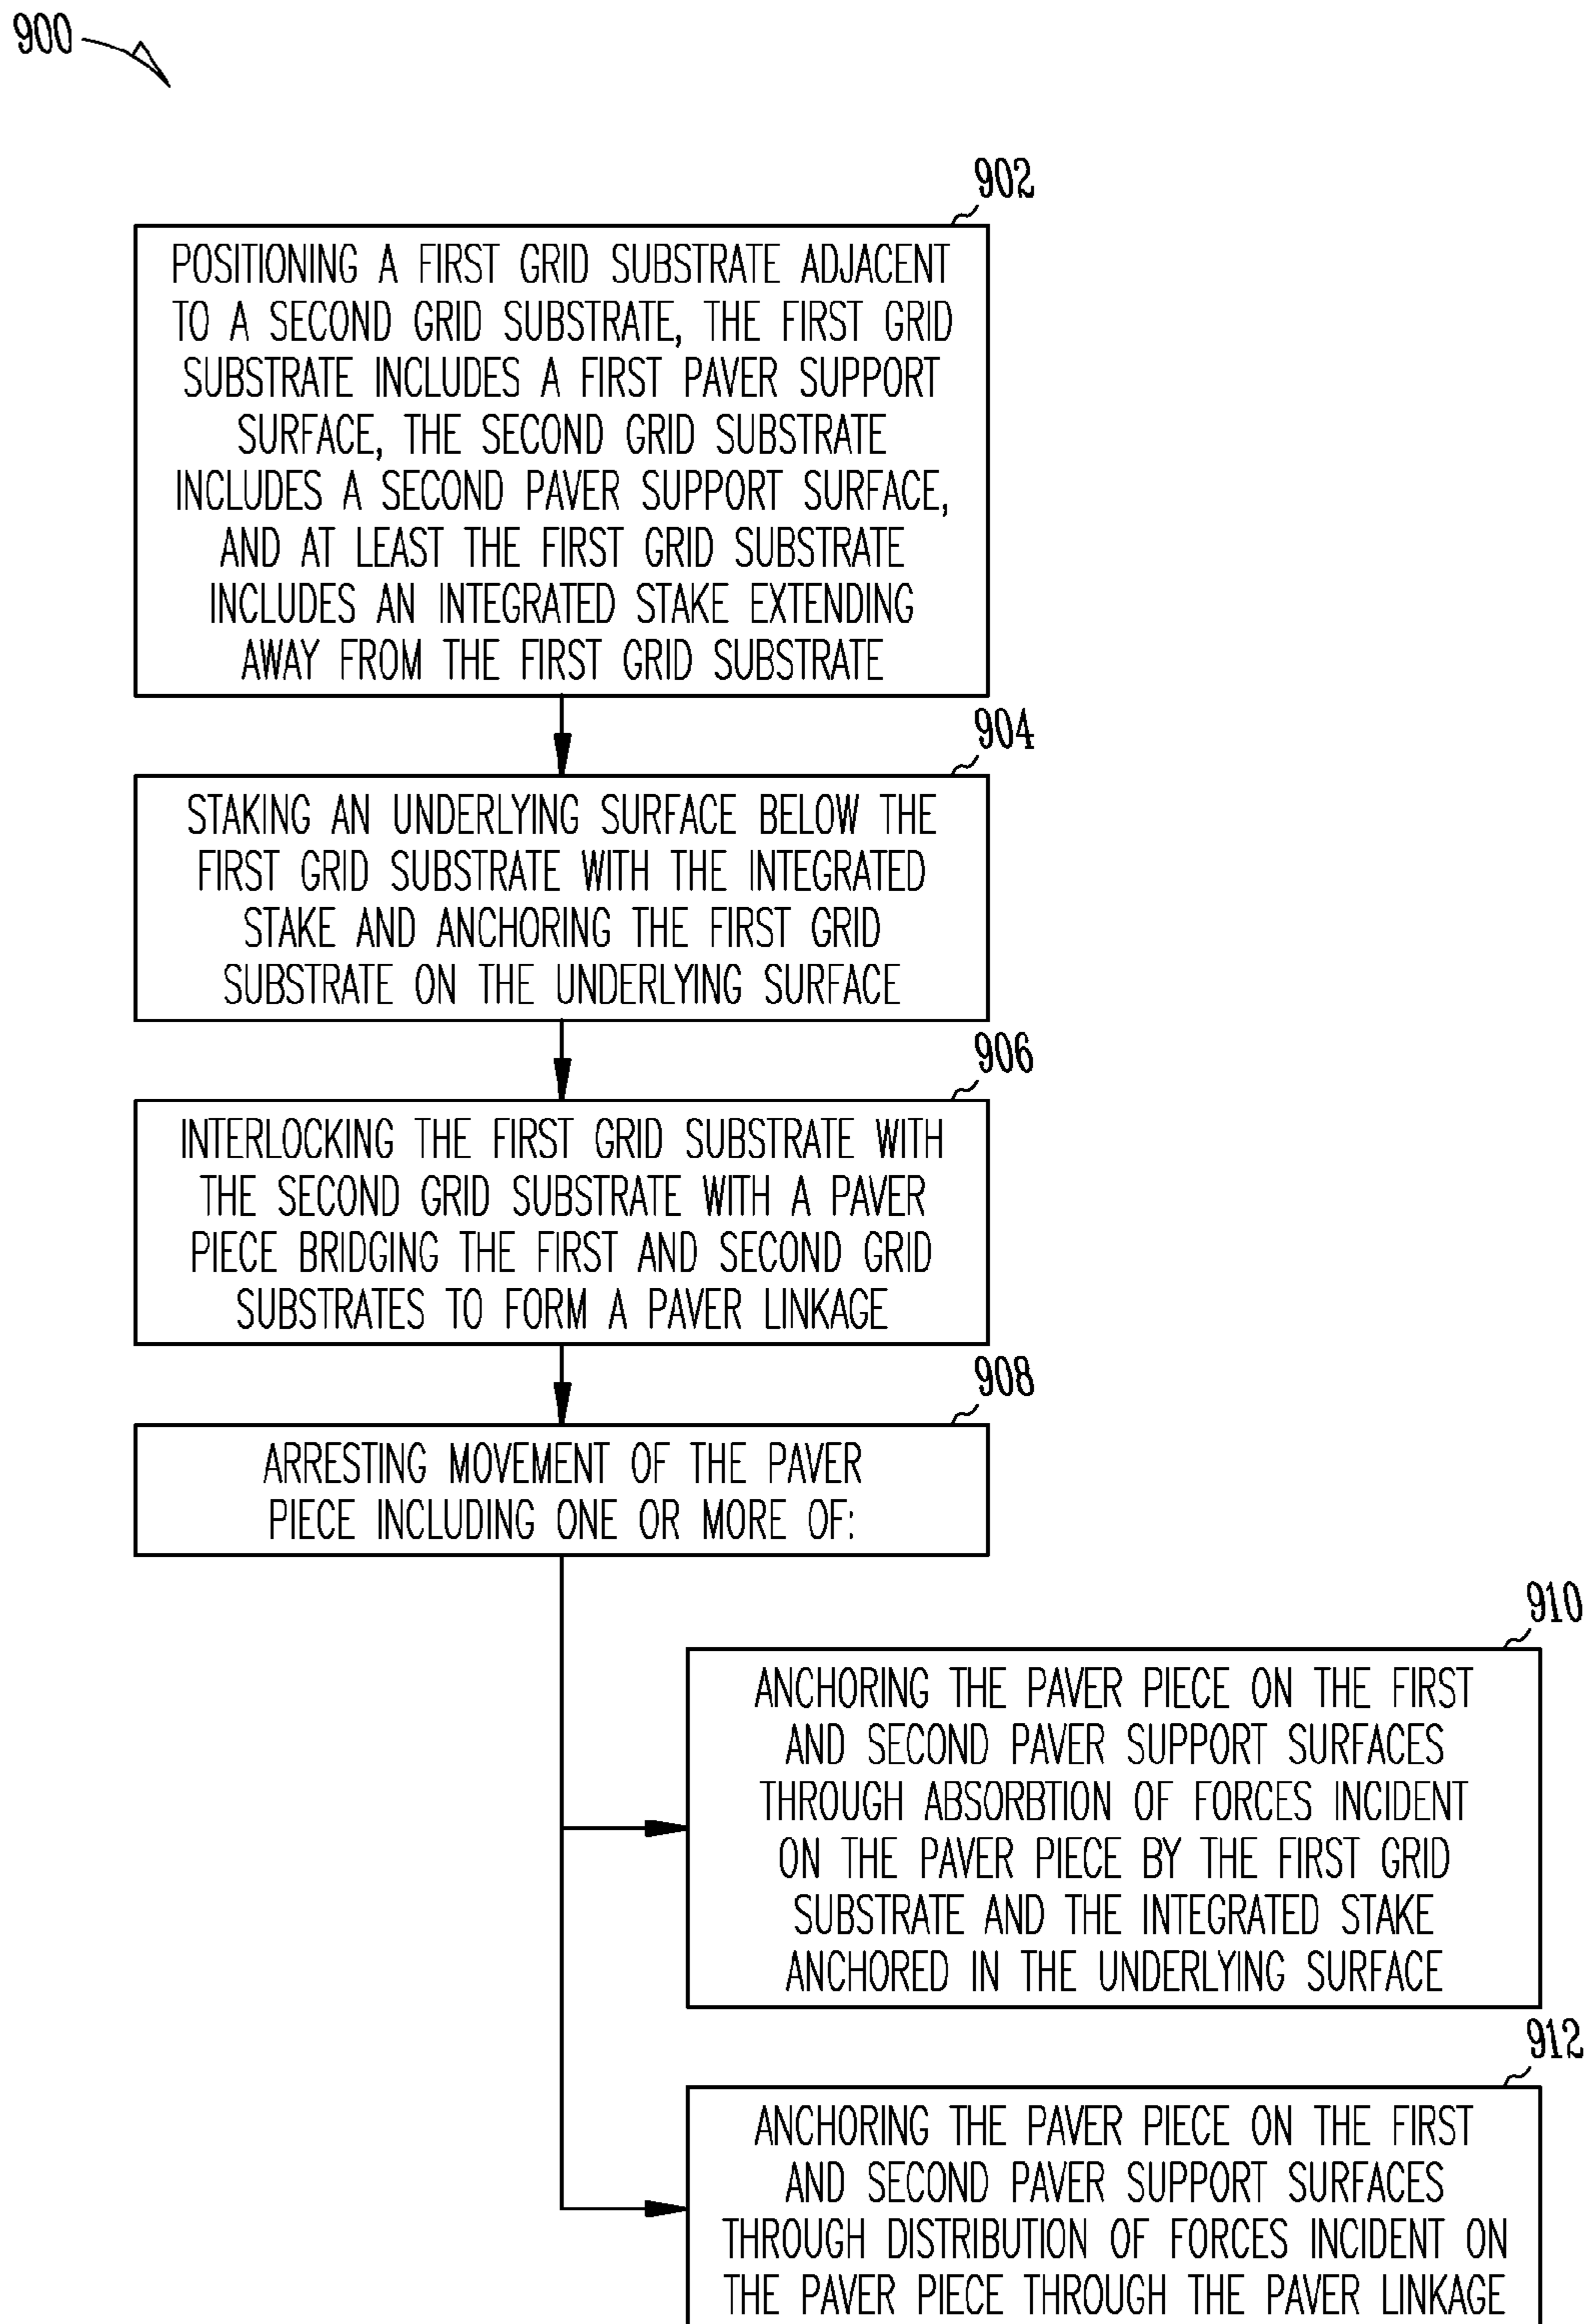 900
902
POSITIONING A FIRST GRID SUBSTRATE ADJACENT
TO A SECOND GRID SUBSTRATE, THE FIRST GRID
SUBSTRATE INCLUDES A FIRST PAVER SUPPORT
SURFACE, THE SECOND GRID SUBSTRATE
INCLUDES A SECOND PAVER SUPPORT SURFACE,
AND AT LEAST THE FIRST GRID SUBSTRATE
INCLUDES AN INTEGRATED STAKE EXTENDING
AWAY FROM THE FIRST GRID SUBSTRATE
904
STAKING AN UNDERLYING SURFACE BELOW THE
FIRST GRID SUBSTRATE WITH THE INTEGRATED
STAKE AND ANCHORING THE FIRST GRID
SUBSTRATE ON THE UNDERLYING SURFACE
906
INTERLOCKING THE FIRST GRID SUBSTRATE WITH
THE SECOND GRID SUBSTRATE WITH A PAVER
PIECE BRIDGING THE FIRST AND SECOND GRID
SUBSTRATES TO FORM A PAVER LINKAGE
908
ARRESTING MOVEMENT OF THE PAVER
PIECE INCLUDING ONE OR MORE OF:
910
ANCHORING THE PAVER PIECE ON THE FIRST
AND SECOND PAVER SUPPORT SURFACES
THROUGH ABSORBTION OF FORCES INCIDENT
ON THE PAVER PIECE BY THE FIRST GRID
SUBSTRATE AND THE INTEGRATED STAKE
ANCHORED IN THE UNDERLYING SURFACE
912
ANCHORING THE PAVER PIECE ON THE FIRST
AND SECOND PAVER SUPPORT SURFACES
THROUGH DISTRIBUTION OF FORCES INCIDENT ON
THE PAVER PIECE THROUGH THE PAVER LINKAGE